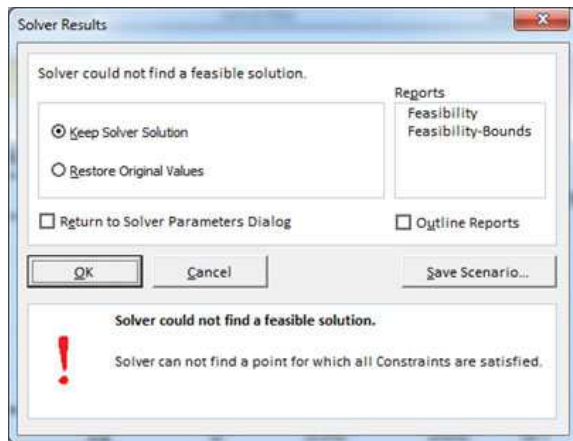 Solver Results
Solver could not find a feasible solution.
Reports
Feasibility
Feasibility-Bounds
Keep Solver Solution
Restore Original Values
Return to Solver Parameters Dialog
Outline Reports
OK
Cancel
Save Scenario...
Solver could not find a feasible solution.
Solver can not find a point for which all Constraints are satisfied.